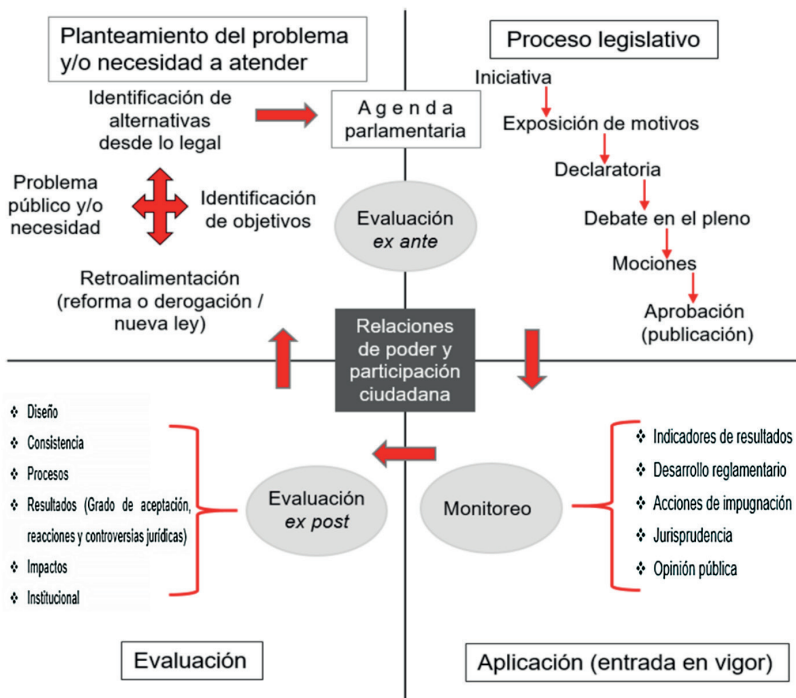 Planteamiento del problema
y/o necesidad a atender
Identificación de
alternativas
desde lo legal
Problema
público y/o
necesidad
Identificación
de objetivos
Retroalimentación
(reforma o derogación /
nueva ley)
Agenda
parlamentaria
Evaluación
ex ante
Proceso legislativo
Iniciativa
Exposición de motivos
Declaratoria
Debate en el pleno
Mociones
Aprobación
(publicación)
Relaciones
de poder y
participación
ciudadana
❖ Diseño
❖ Consistencia
❖ Procesos
❖ Resultados (Grado de aceptación,
reacciones y controversias jurídicas)
❖ Impactos
❖ Institucional
Evaluación
ex post
Evaluación
Monitoreo
❖ Indicadores de resultados
❖ Desarrollo reglamentario
❖ Acciones de impugnación
❖ Jurisprudencia
❖ Opinión pública
Aplicación (entrada en vigor)